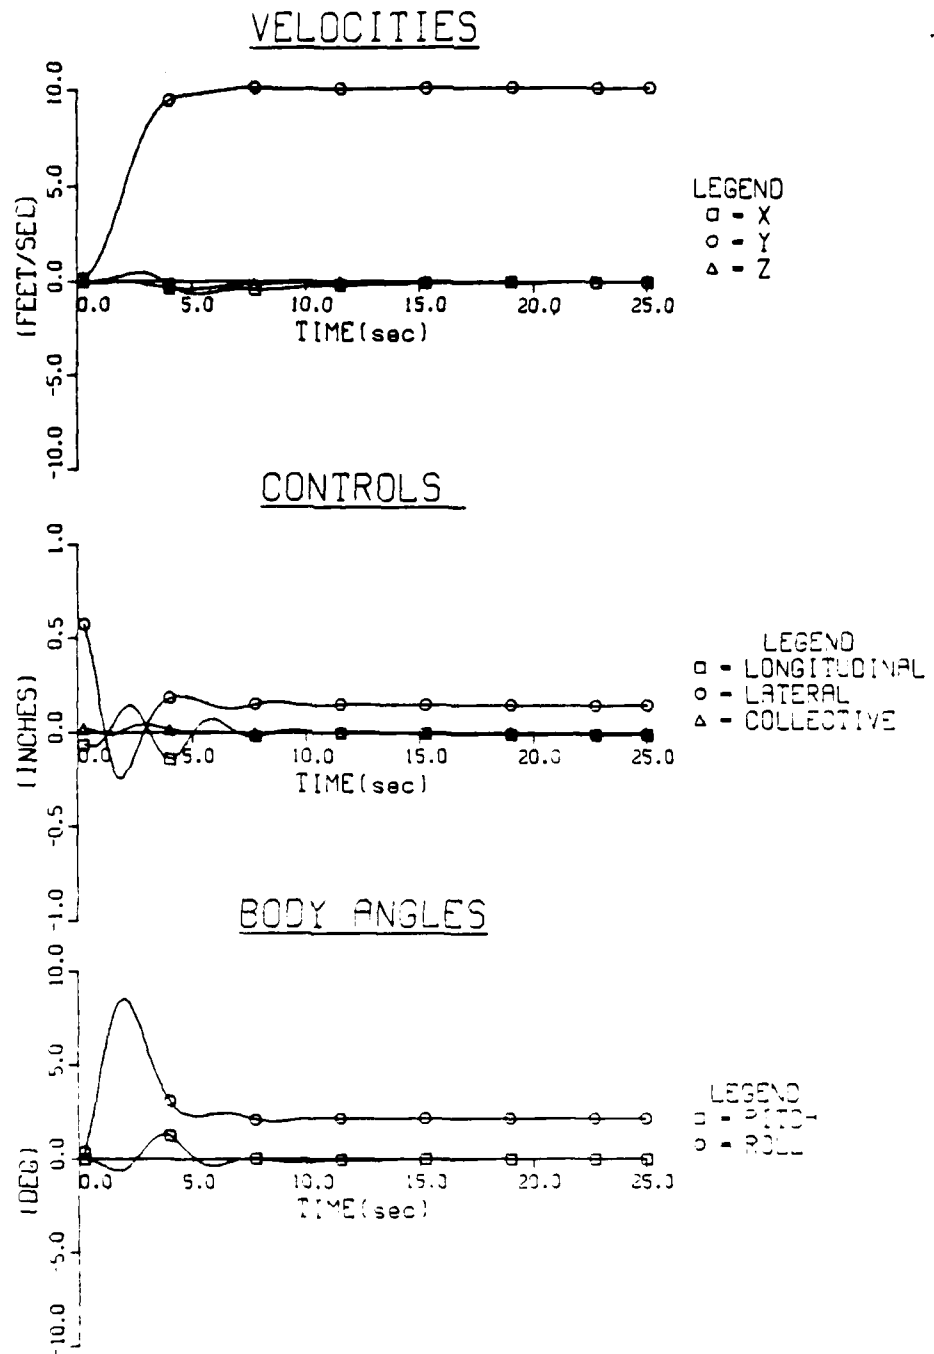 VELOCITIES
10.0
5.0
0.0
-5.0
-10.0
(FEET/SEC)
0.0 5.0 10.0 15.0 20.0 25.0
TIME(sec)
LEGEND
□ - X
○ - Y
△ - Z
CONTROLS
1.0
0.5
0.0
-0.5
-1.0
(INCHES)
0.0 5.0 10.0 15.0 20.0 25.0
TIME(sec)
LEGEND
□ - LONGITUDINAL
○ - LATERAL
△ - COLLECTIVE
BODY ANGLES
10.0
5.0
0.0
-5.0
-10.0
(DEG)
0.0 5.0 10.0 15.0 20.0 25.0
TIME(sec)
LEGEND
□ - PITCH
○ - ROLL